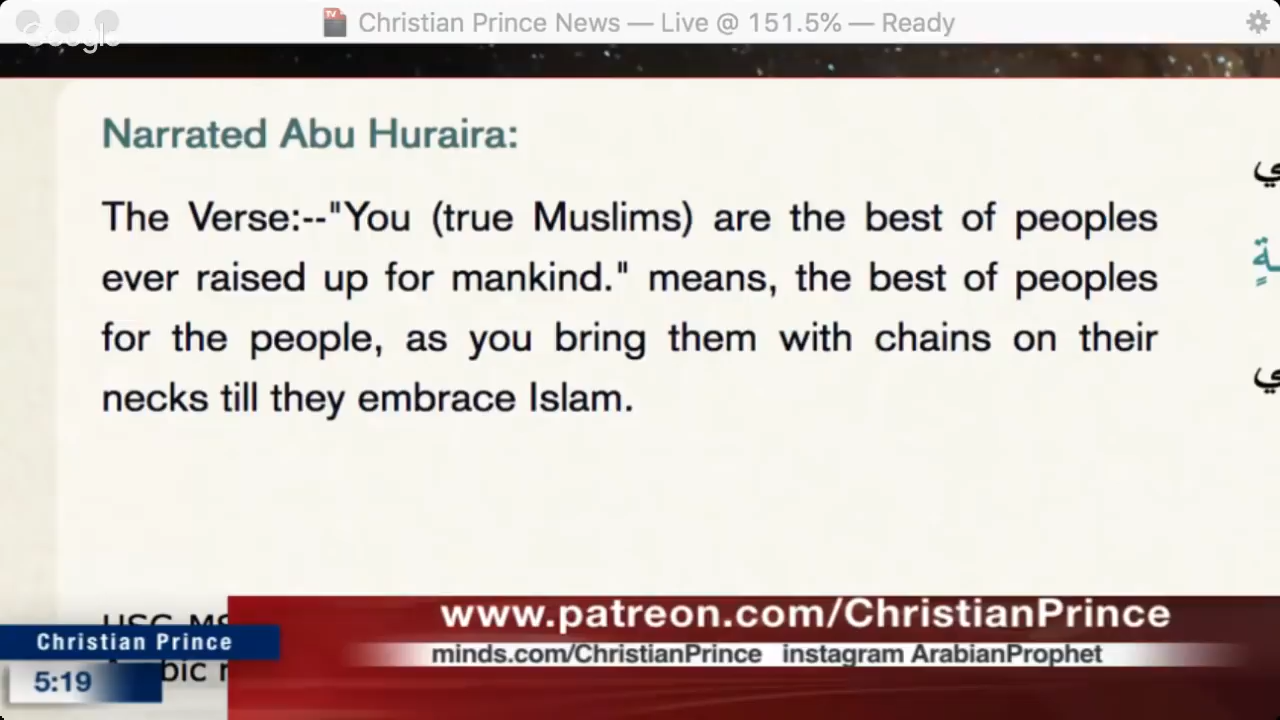 Christian Prince News — Live @ 151.5% — Ready
Google
Narrated Abu Huraira:
The Verse:--"You (true Muslims) are the best of peoples
ever raised up for mankind." means, the best of peoples
for the people, as you bring them with chains on their
necks till they embrace Islam.
www.patreon.com/ChristianPrince
Christian Prince
minds.com/ChristianPrince instagram ArabianProphet
5:19